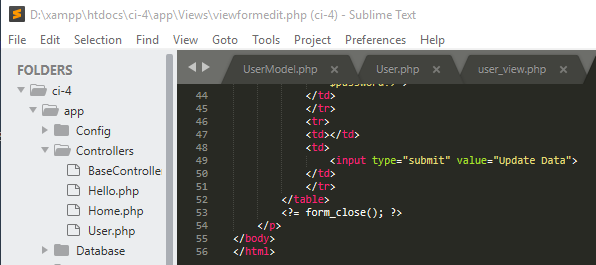 D:\xampp\htdocs\ci-4\app\Views\viewformedit.php (ci-4) - Sublime Text
File Edit Selection Find View Goto Tools Project Preferences Help
FOLDERS
ci-4
app
Config
Controllers
BaseControlle
Hello.php
Home.php
User.php
Database
UserModel.php
User.php
user_view.php
44 </td>
45 </tr>
46 <tr>
47 <td></td>
48 <td>
49 <input type="submit" value="Update Data">
50 </td>
51 </tr>
52 </table>
53 <?= form_close(); ?>
54 </p>
55 </body>
56 </html>